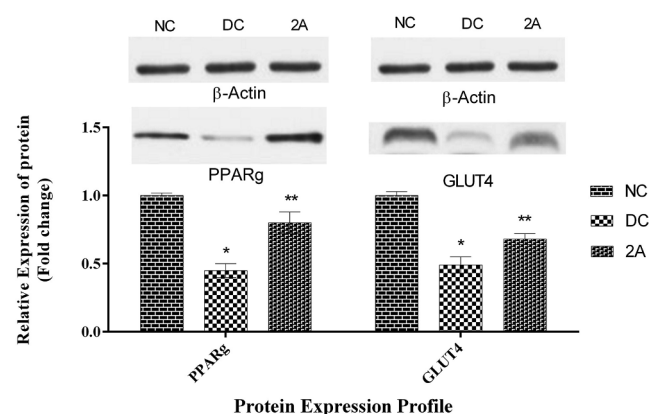 NC DC 2A
NC DC 2A
β-Actin
β-Actin
PPARg
GLUT4
Relative Expression of protein
(Fold change)
1.5
1.0
0.5
0.0
*
**
*
**
NC
DC
2A
PPARg
GLUT4
Protein Expression Profile